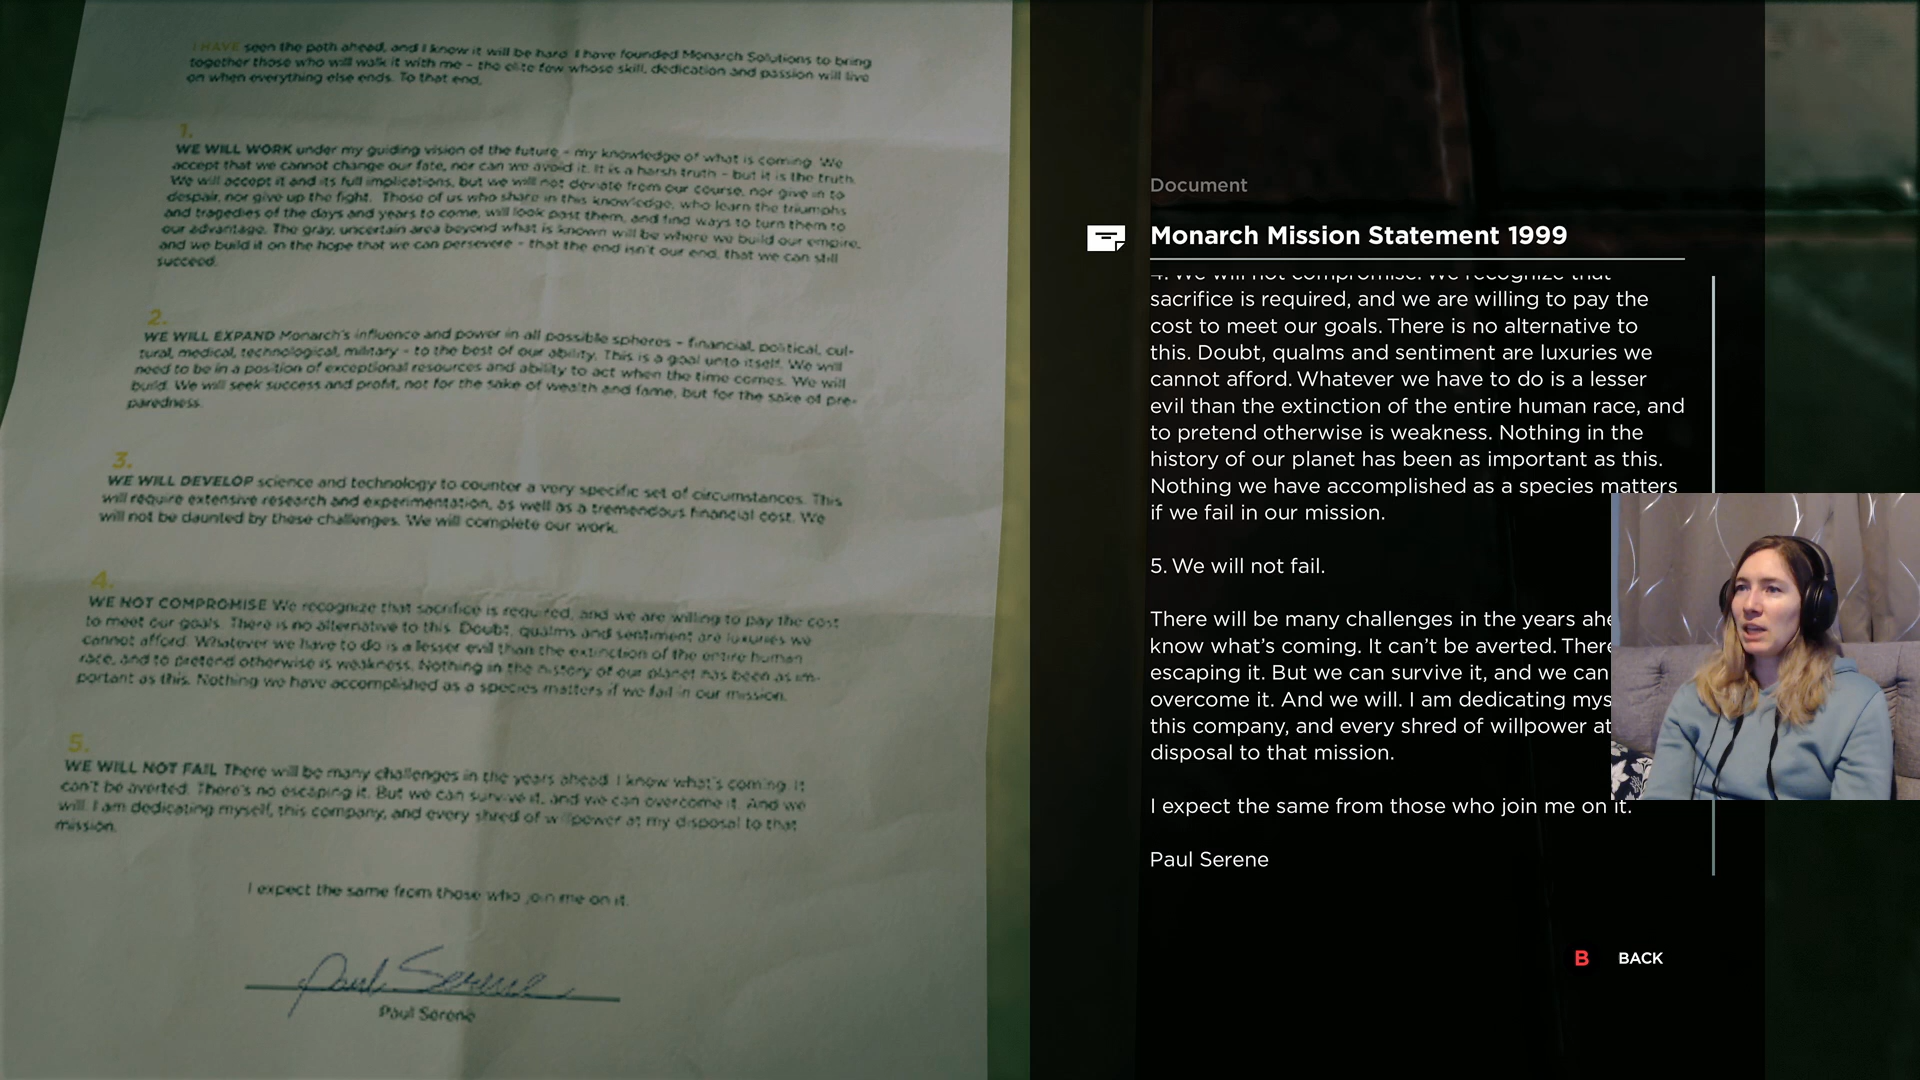 I HAVE seen the path ahead, and I know it will be hard. I have founded Monarch Solutions to bring
together those who will walk it with me - the elite few whose skill, dedication and passion will live
on when everything else ends. To that end,
1.
WE WILL WORK under my guiding vision of the future - my knowledge of what is coming. We
accept that we cannot change our fate, nor can we avoid it. It is a harsh truth - but it is the truth.
We will accept it and its full implications, but we will not deviate from our course, nor give in to
despair, nor give up the fight. Those of us who share in this knowledge, who learn the triumphs
and tragedies of the days and years to come, will look past them, and find ways to turn them to
our advantage. The gray, uncertain area beyond what is known will be where we build our empire,
and we build it on the hope that we can persevere - that the end isn't our end, that we can still
succeed.
2.
WE WILL EXPAND Monarch's influence and power in all possible spheres - financial, political, cul-
tural, medical, technological, military - to the best of our ability. This is a goal unto itself. We will
need to be in a position of exceptional resources and ability to act when the time comes. We will
build. We will seek success and profit, not for the sake of wealth and fame, but for the sake of pre-
paredness.
3.
WE WILL DEVELOP science and technology to counter a very specific set of circumstances. This
will require extensive research and experimentation, as well as a tremendous financial cost. We
will not be daunted by these challenges. We will complete our work.
4.
WE NOT COMPROMISE We recognize that sacrifice is required, and we are willing to pay the cost
to meet our goals. There is no alternative to this. Doubt, qualms and sentiment are luxuries we
cannot afford. Whatever we have to do is a lesser evil than the extinction of the entire human
race, and to pretend otherwise is weakness. Nothing in the history of our planet has been as im-
portant as this. Nothing we have accomplished as a species matters if we fail in our mission.
5.
WE WILL NOT FAIL There will be many challenges in the years ahead. I know what's coming. It
can't be averted. There's no escaping it. But we can survive it, and we can overcome it. And we
will. I am dedicating myself, this company, and every shred of willpower at my disposal to that
mission.
I expect the same from those who join me on it.
Paul Serene
Paul Serene
Document
Monarch Mission Statement 1999
4. We will not compromise. We recognize that
sacrifice is required, and we are willing to pay the
cost to meet our goals. There is no alternative to
this. Doubt, qualms and sentiment are luxuries we
cannot afford. Whatever we have to do is a lesser
evil than the extinction of the entire human race, and
to pretend otherwise is weakness. Nothing in the
history of our planet has been as important as this.
Nothing we have accomplished as a species matters
if we fail in our mission.
5. We will not fail.
There will be many challenges in the years
know what's coming. It can't be averted.
escaping it. But we can survive it, and we can
overcome it. And we will. I am dedicating
this company, and every shred of willpower at
disposal to that mission.
I expect the same from those who join me on it.
Paul Serene
B BACK